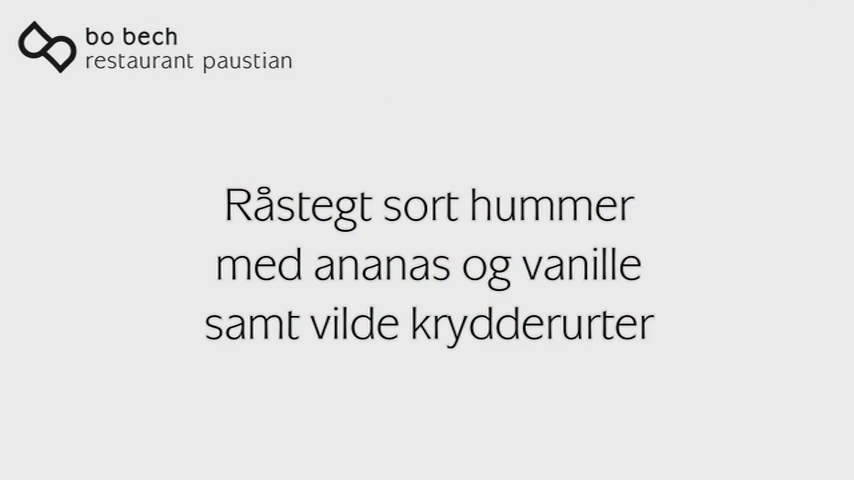 bo bech
restaurant paustian
Råstegt sort hummer
med ananas og vanille
samt vilde krydderurter